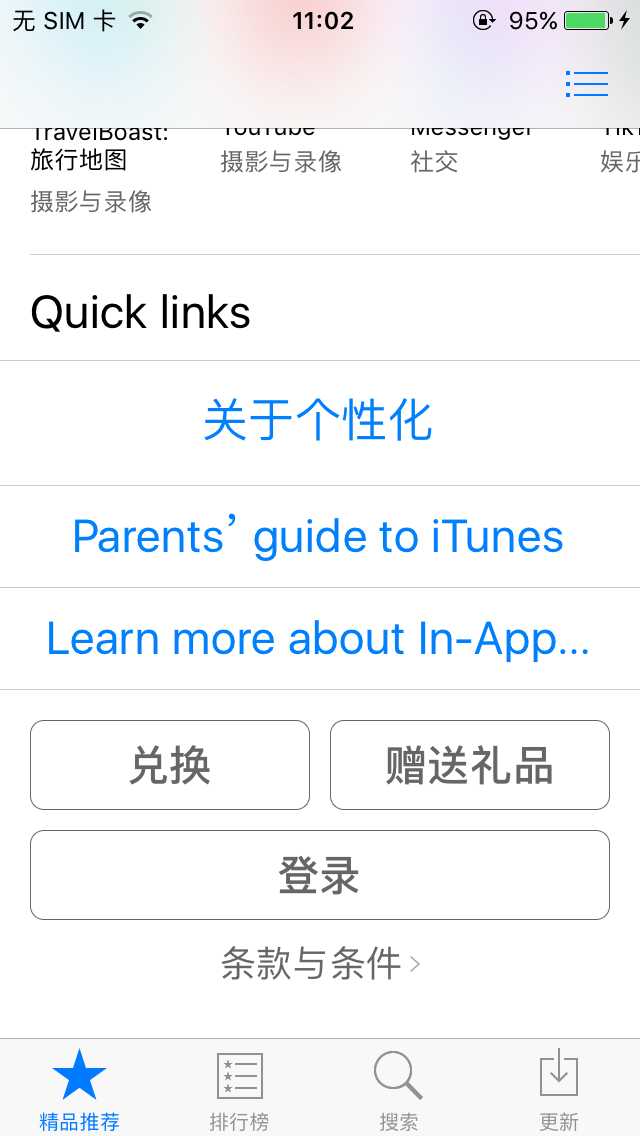 无 SIM 卡
11:02
95%
TravelBoast:
旅行地图
摄影与录像
YouTube
摄影与录像
Messenger
社交
娱乐
Quick links
关于个性化
Parents’ guide to iTunes
Learn more about In-App...
兑换
赠送礼品
登录
条款与条件
精品推荐
排行榜
搜索
更新